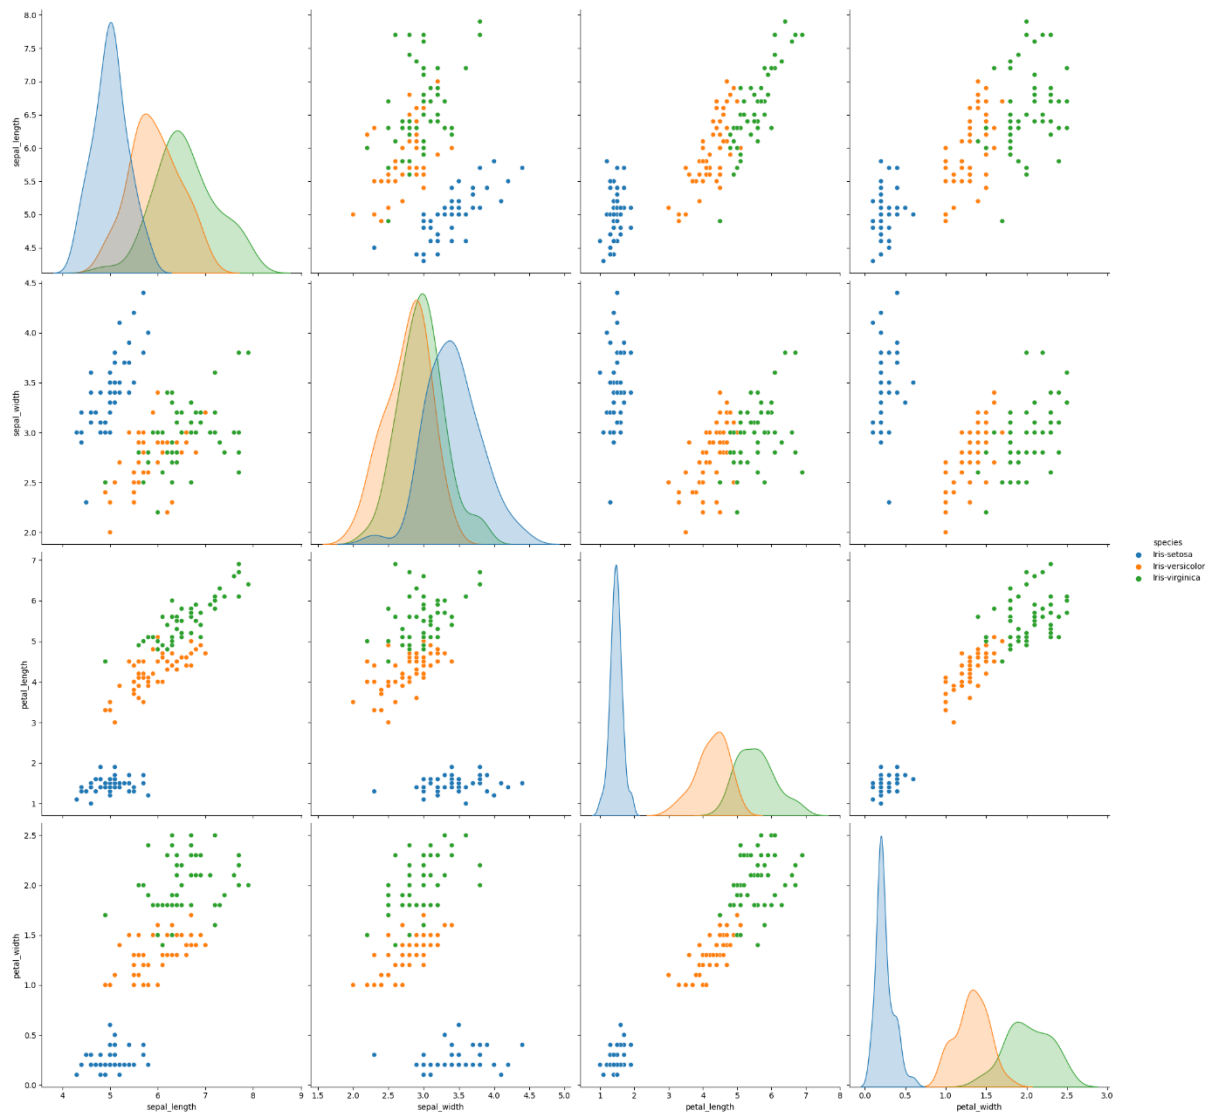 8.0
7.5
7.0
6.5
6.0
5.5
5.0
4.5
sepal_length
4.5
4.0
3.5
3.0
2.5
2.0
sepal_width
7
6
5
4
3
2
1
petal_length
species
Iris-setosa
Iris-versicolor
Iris-virginica
2.5
2.0
1.5
1.0
0.5
0.0
petal_width
4 5 6 7 8 9 1.5 2.0 2.5 3.0 3.5 4.0 4.5 5.0 1 2 3 4 5 6 7 8 0.0 0.5 1.0 1.5 2.0 2.5 3.0
sepal_length sepal_width petal_length petal_width